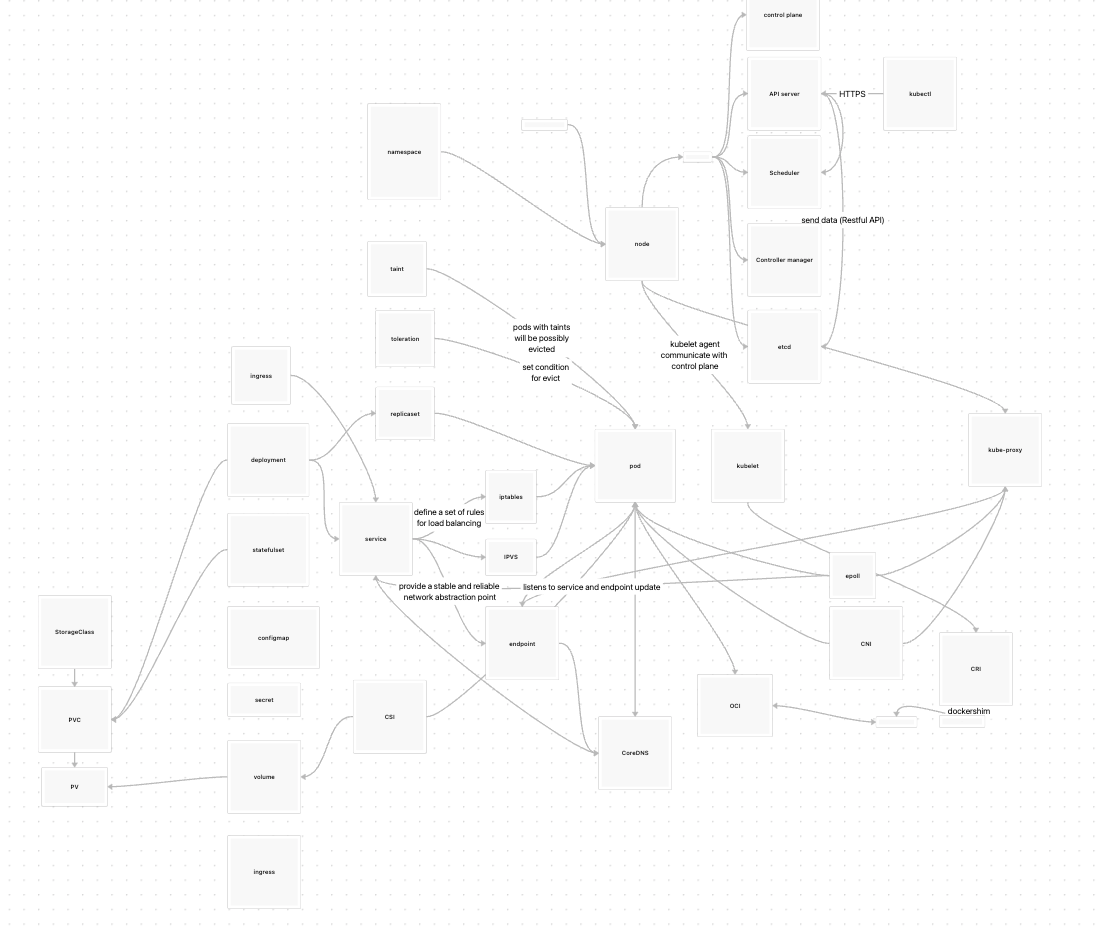 control plane
API server
HTTPS
kubectl
namespace
Scheduler
send data (Restful API)
node
Controller manager
taint
pods with taints
will be possibly
evicted
toleration
kubelet agent
communicate with
control plane
etcd
set condition
for evict
ingress
replicaset
deployment
pod
kubelet
kube-proxy
iptables
define a set of rules
for load balancing
service
IPVS
statefulset
epoll
provide a stable and reliable
network abstraction point
listens to service and endpoint update
StorageClass
configmap
endpoint
CNI
CRI
secret
OCI
dockershim
PVC
CSI
CoreDNS
volume
PV
ingress